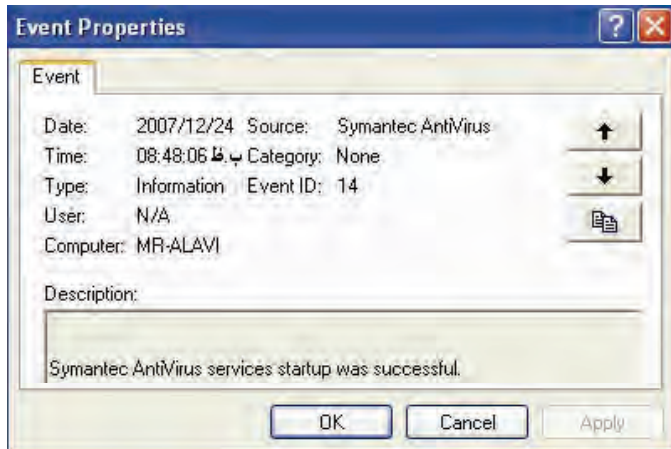 Event Properties
Event
Date: 2007/12/24 Source: Symantec AntiVirus
Time: 08:48:06 ب.ظ Category: None
Type: Information Event ID: 14
User: N/A
Computer: MR-ALAVI
Description:
Symantec AntiVirus services startup was successful.
OK Cancel Apply